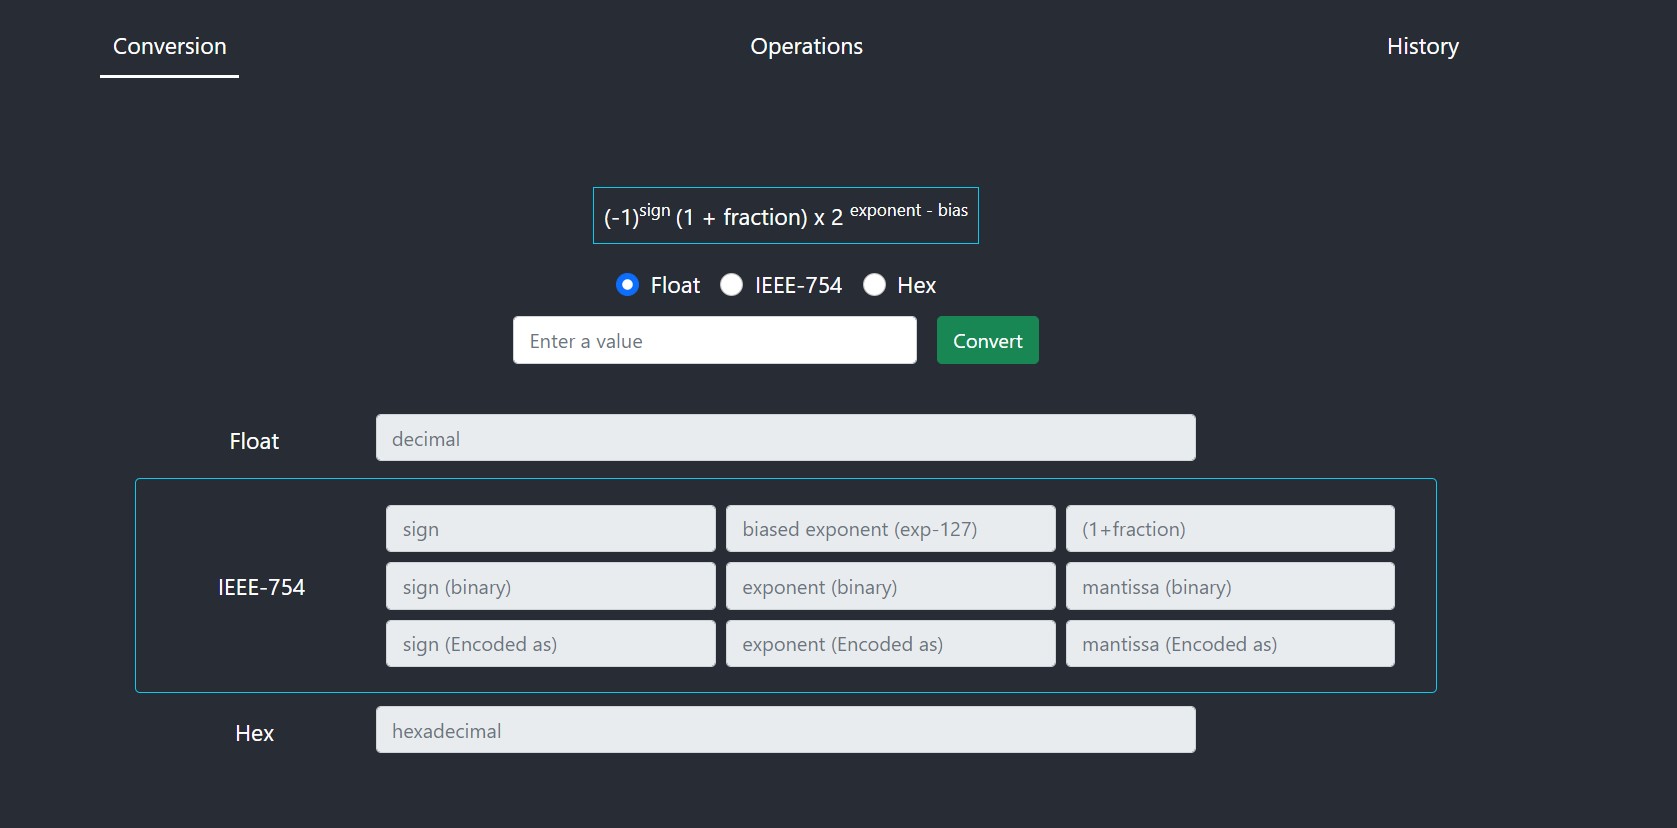 Conversion Operations History
(-1)sign (1 + fraction) x 2 exponent - bias
Float IEEE-754 Hex
Enter a value Convert
Float decimal
sign biased exponent (exp-127) (1+fraction)
IEEE-754 sign (binary) exponent (binary) mantissa (binary)
sign (Encoded as) exponent (Encoded as) mantissa (Encoded as)
Hex hexadecimal